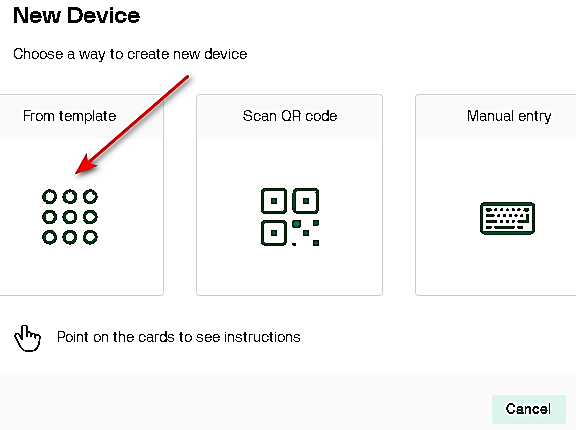 New Device
Choose a way to create new device
From template
Scan QR code
Manual entry
Point on the cards to see instructions
Cancel